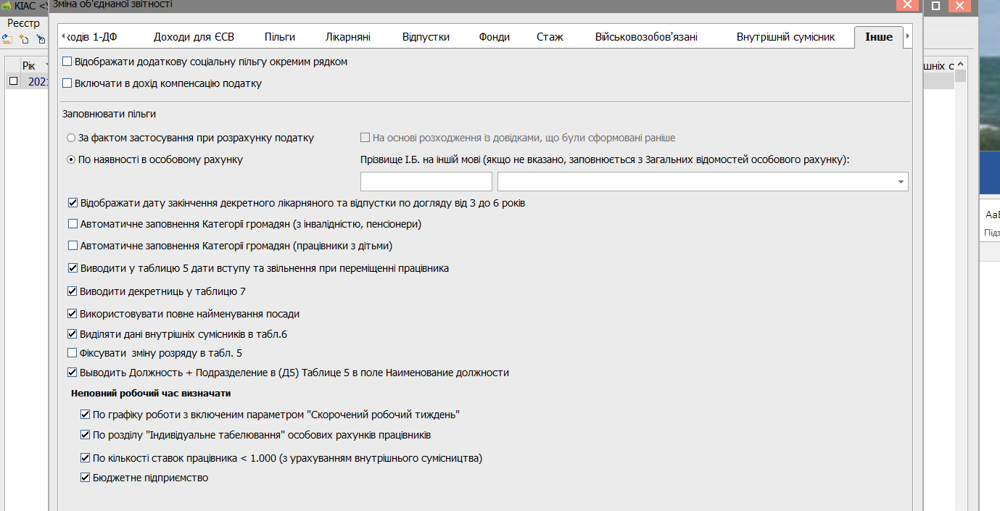 КІАС <У
Зміна об'єднаної звітності
Реєстр
Рік
2021
ходів 1-ДФ Доходи для ЄСВ Пільги Лікарняні Відпустки Фонди Стаж Військовозобов'язані Внутрішній сумісник Інше
шніх с
Відображати додаткову соціальну пільгу окремим рядком
Включати в дохід компенсацію податку
Заповнювати пільги
За фактом застосування при розрахунку податку
На основі розходження із довідками, що були сформовані раніше
По наявності в особовому рахунку
Прізвище І.Б. на іншій мові (якщо не вказано, заповнюється з Загальних відомостей особового рахунку):
Відображати дату закінчення декретного лікарняного та відпустки по догляду від 3 до 6 років
Автоматичне заповнення Категорії громадян (з інвалідністю, пенсіонери)
Автоматичне заповнення Категорії громадян (працівники з дітьми)
Виводити у таблицю 5 дати вступу та звільнення при переміщенні працівника
Виводити декретниць у таблицю 7
Використовувати повне найменування посади
Виділяти дані внутрішніх сумісників в табл.6
Фіксувати зміну розряду в табл. 5
Выводить Должность + Подразделение в (Д5) Таблице 5 в поле Наименование должности
Неповний робочий час визначати
По графіку роботи з включеним параметром "Скорочений робочий тиждень"
По розділу "Індивідуальне табелювання" особових рахунків працівників
По кількості ставок працівника < 1.000 (з урахуванням внутрішнього сумісництва)
Бюджетне підприємство
АаБ
Підз